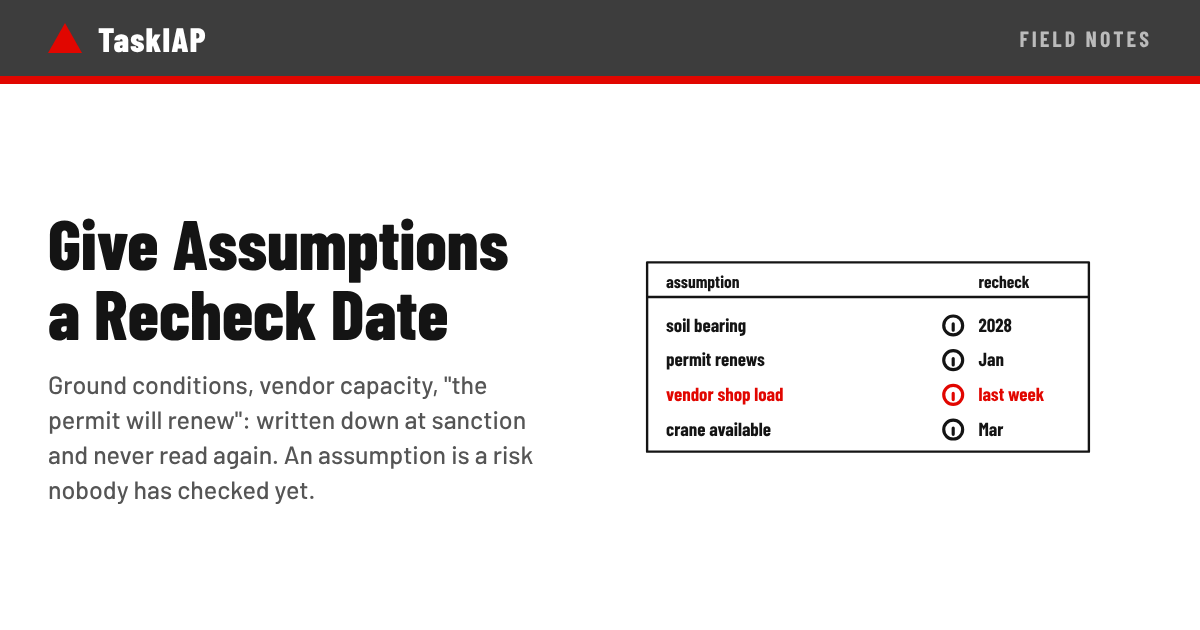 TaskIAP
FIELD NOTES
Give Assumptions
a Recheck Date
Ground conditions, vendor capacity, "the
permit will renew": written down at sanction
and never read again. An assumption is a risk
nobody has checked yet.
assumption recheck
soil bearing 2028
permit renews Jan
vendor shop load last week
crane available Mar